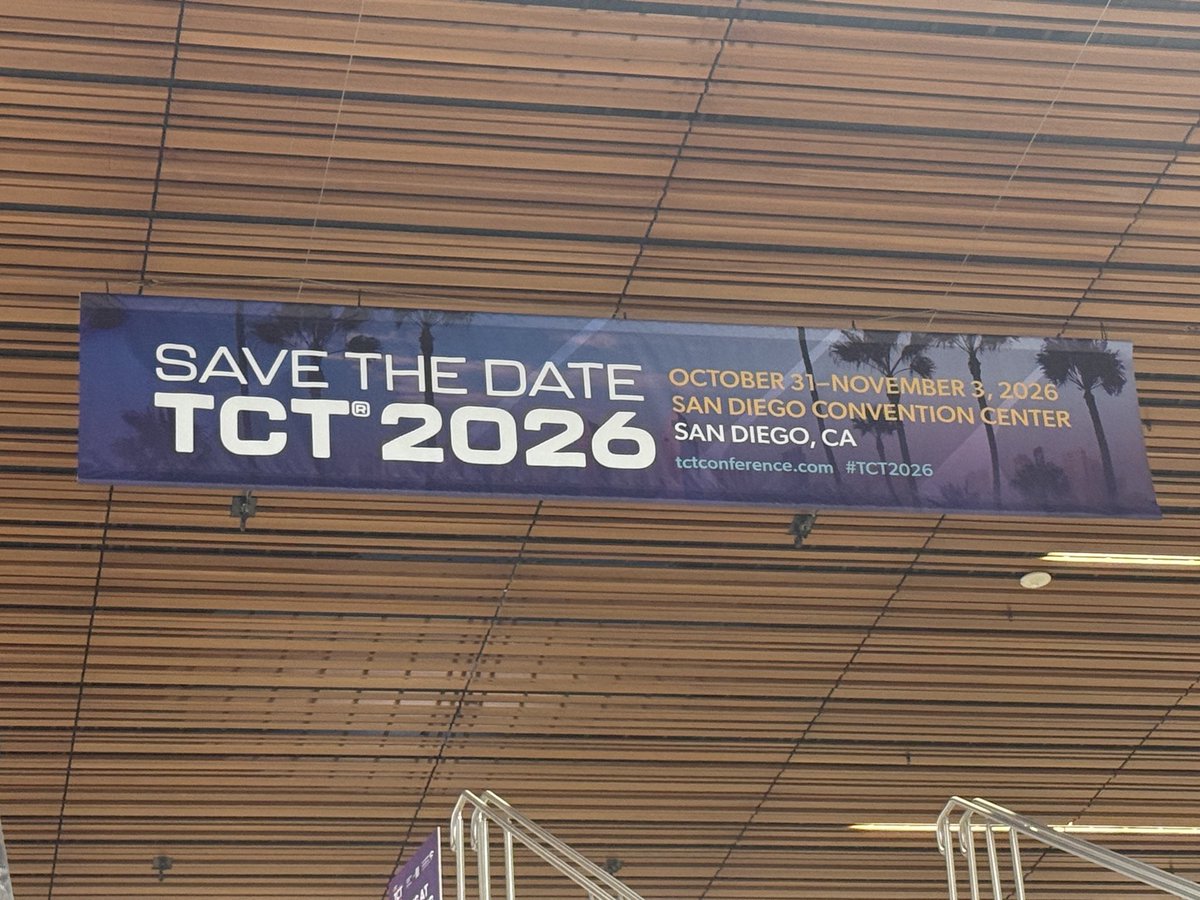 SAVE THE DATE
TCT® 2026
OCTOBER 31–NOVEMBER 3, 2026
SAN DIEGO CONVENTION CENTER
SAN DIEGO, CA
tctconference.com #TCT2026
TCT